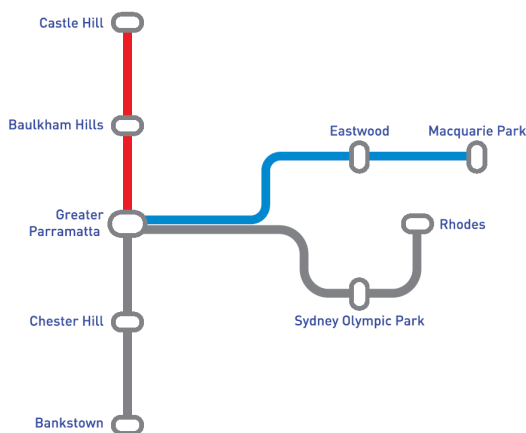 Castle Hill
Baulkham Hills
Eastwood
Macquarie Park
Greater
Parramatta
Rhodes
Chester Hill
Sydney Olympic Park
Bankstown